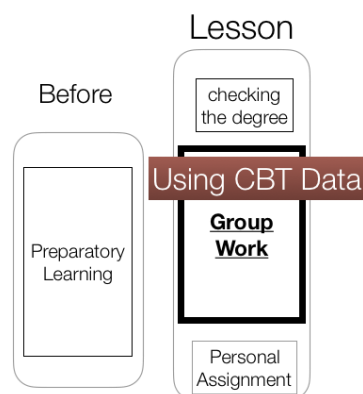 Lesson
Before
checking
the degree
Using CBT Data
Group
Work
Preparatory
Learning
Personal
Assignment